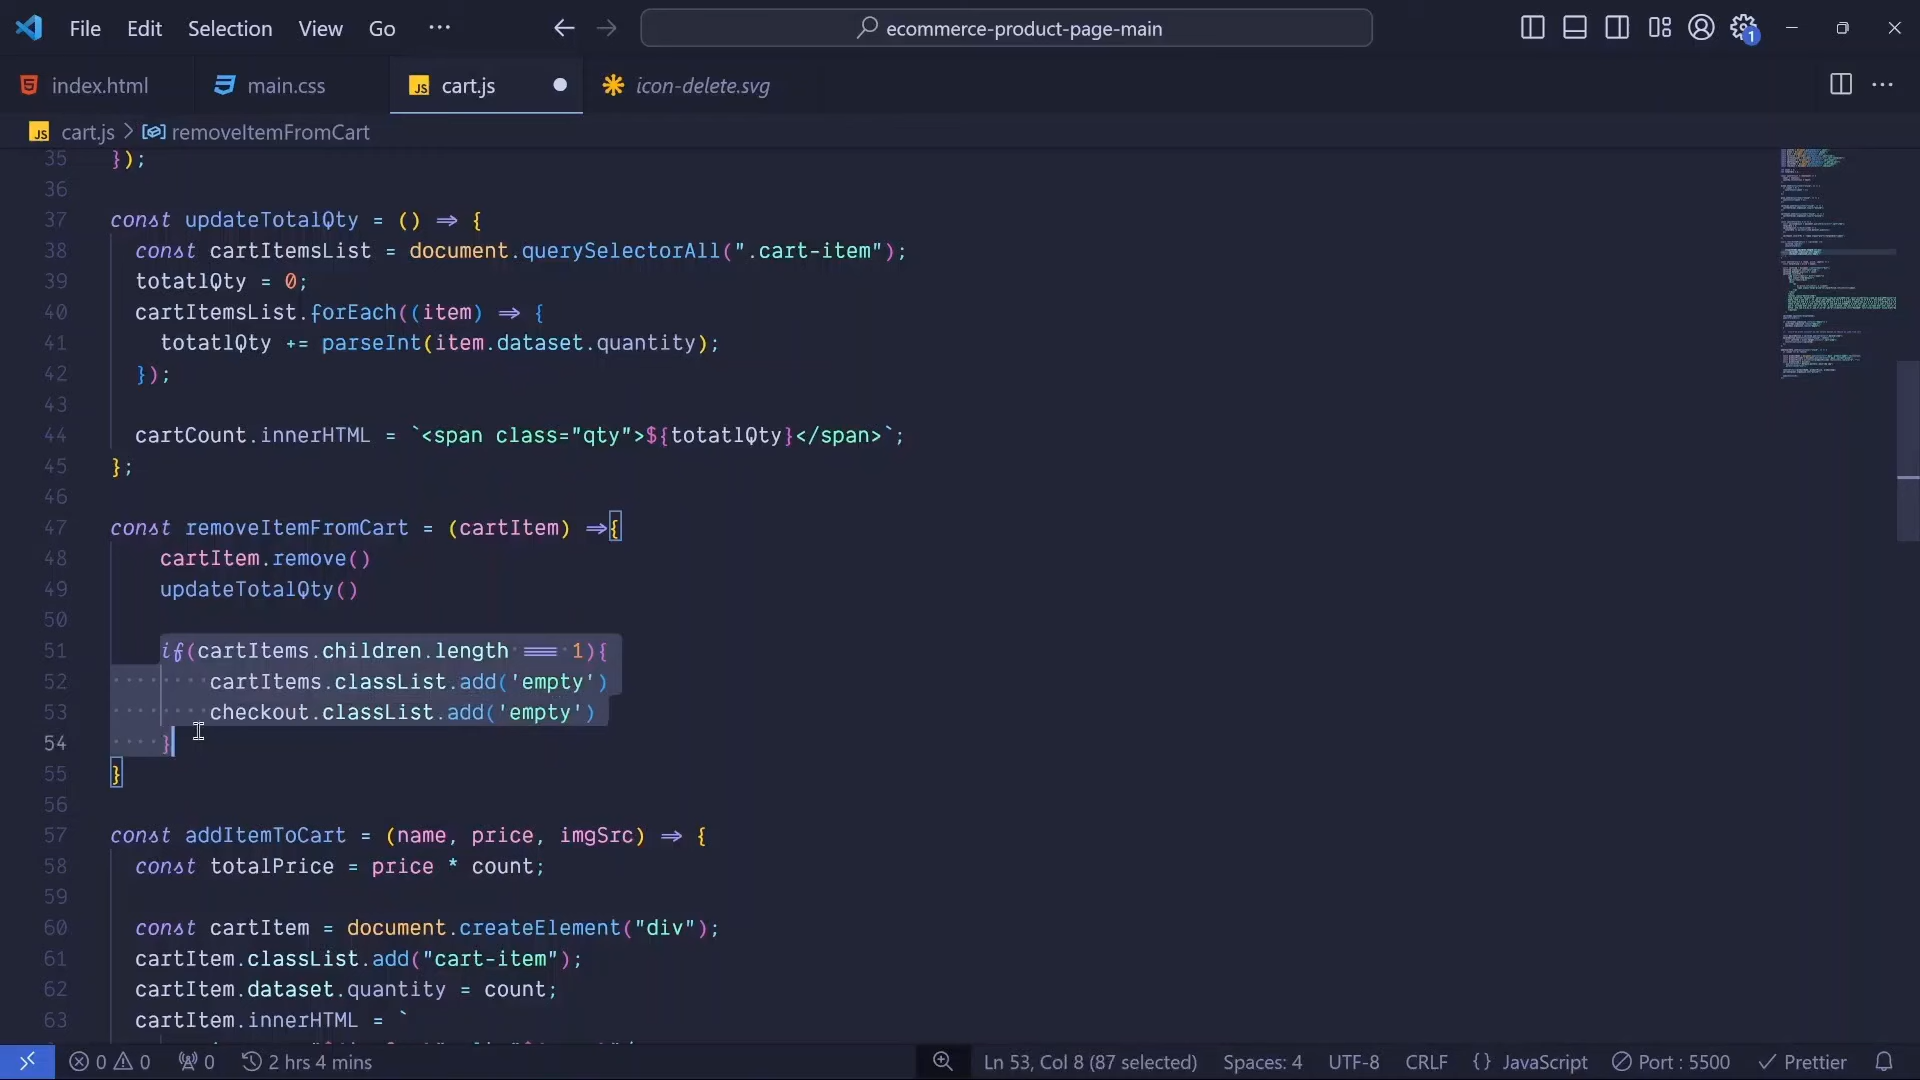 File Edit Selection View Go ··· ecommerce-product-page-main 1
index.html main.css JS cart.js icon-delete.svg
JS cart.js > removeItemFromCart
35 });
36
37 const updateTotalQty = () => {
38 const cartItemsList = document.querySelectorAll(".cart-item");
39 totatlQty = 0;
40 cartItemsList.forEach((item) => {
41 totatlQty += parseInt(item.dataset.quantity);
42 });
43
44 cartCount.innerHTML = `<span class="qty">${totatlQty}</span>`;
45 };
46
47 const removeItemFromCart = (cartItem) =>{
48 cartItem.remove()
49 updateTotalQty()
50
51 if(cartItems.children.length === 1){
52 cartItems.classList.add('empty')
53 checkout.classList.add('empty')
54 }
55 }
56
57 const addItemToCart = (name, price, imgSrc) => {
58 const totalPrice = price * count;
59
60 const cartItem = document.createElement("div");
61 cartItem.classList.add("cart-item");
62 cartItem.dataset.quantity = count;
63 cartItem.innerHTML = `
0 0 0 2 hrs 4 mins Ln 53, Col 8 (87 selected) Spaces: 4 UTF-8 CRLF {} JavaScript Port : 5500 Prettier